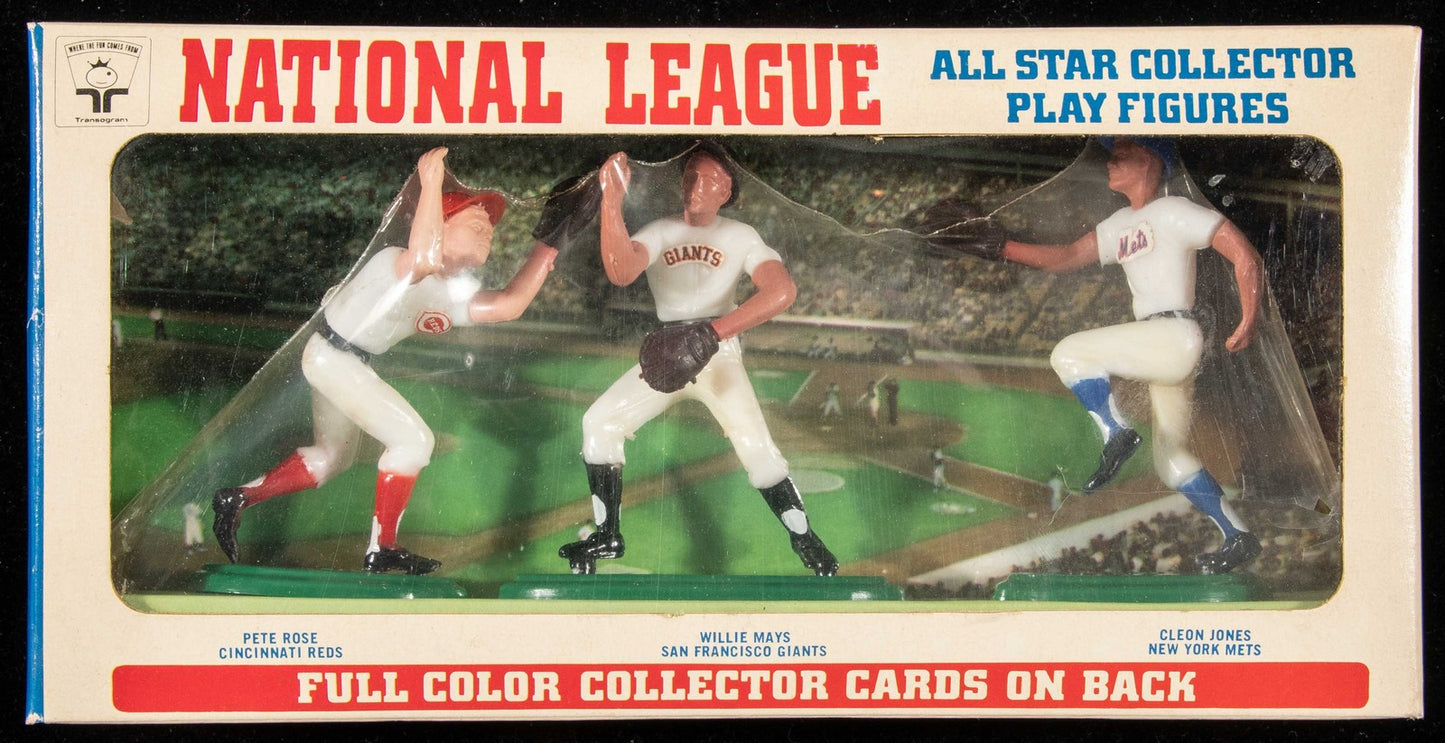 WHERE THE FUN COMES FROM
Transogram
NATIONAL LEAGUE
ALL STAR COLLECTOR
PLAY FIGURES
GIANTS
Mets
PETE ROSE
CINCINNATI REDS
WILLIE MAYS
SAN FRANCISCO GIANTS
CLEON JONES
NEW YORK METS
FULL COLOR COLLECTOR CARDS ON BACK